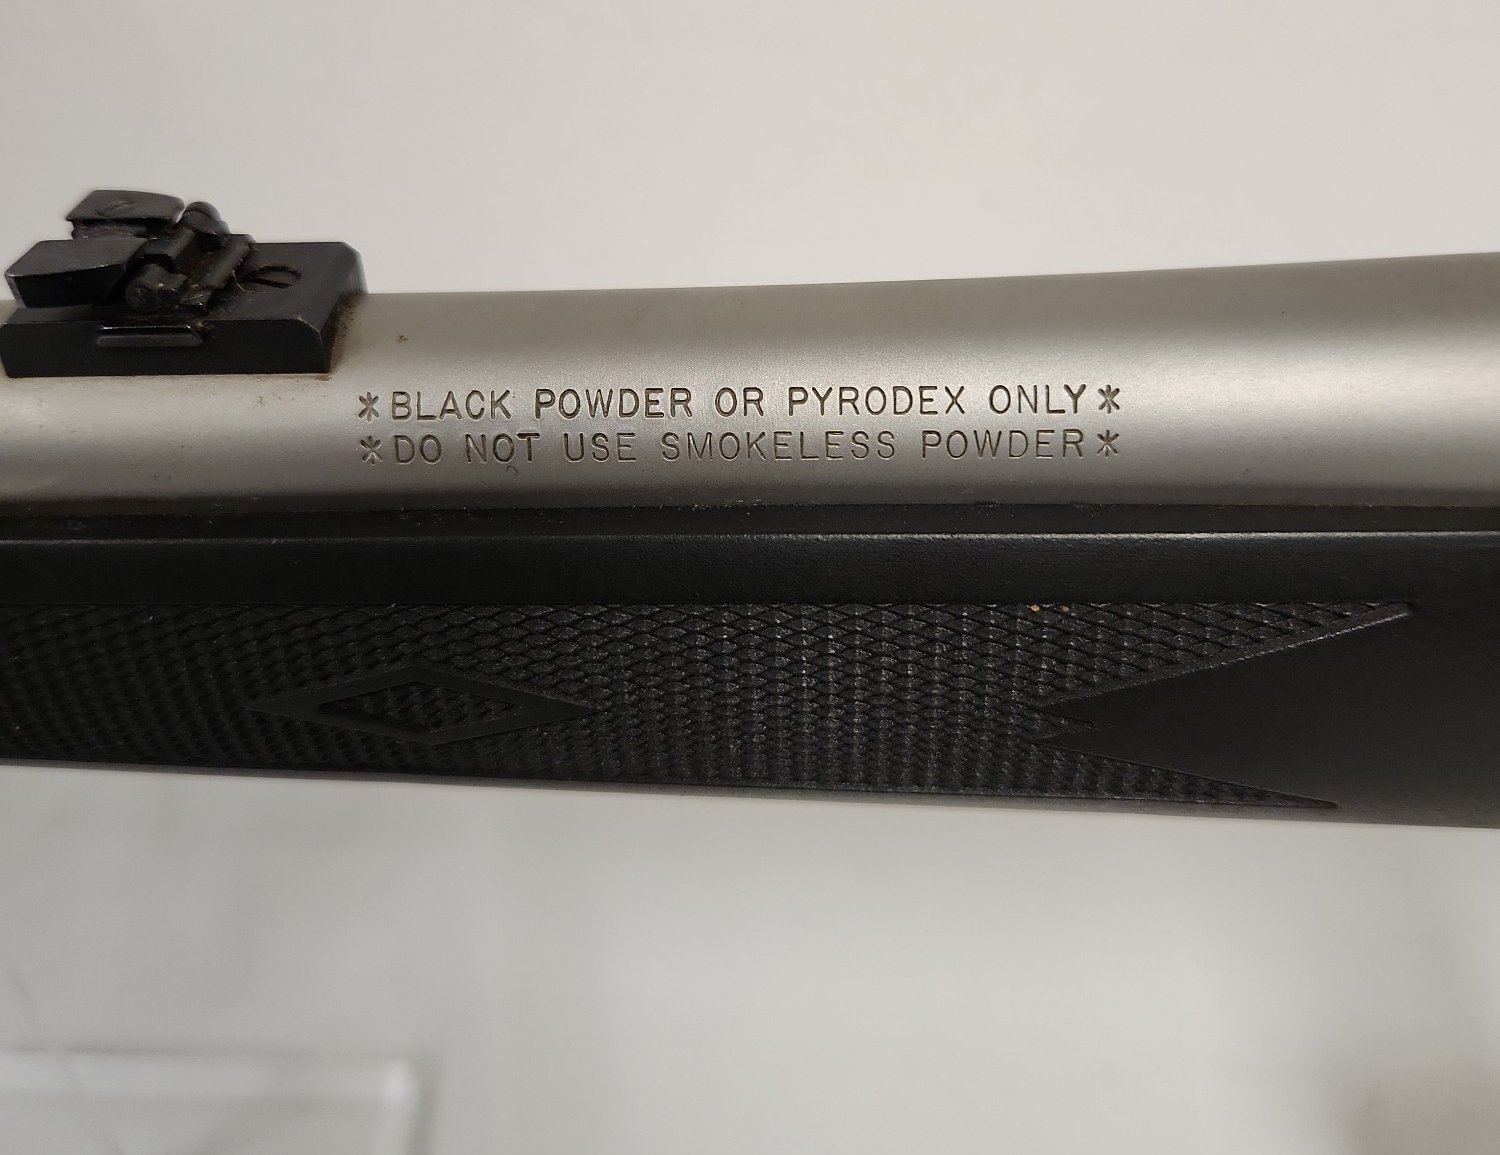 *BLACK POWDER OR PYRODEX ONLY*
*DO NOT USE SMOKELESS POWDER*